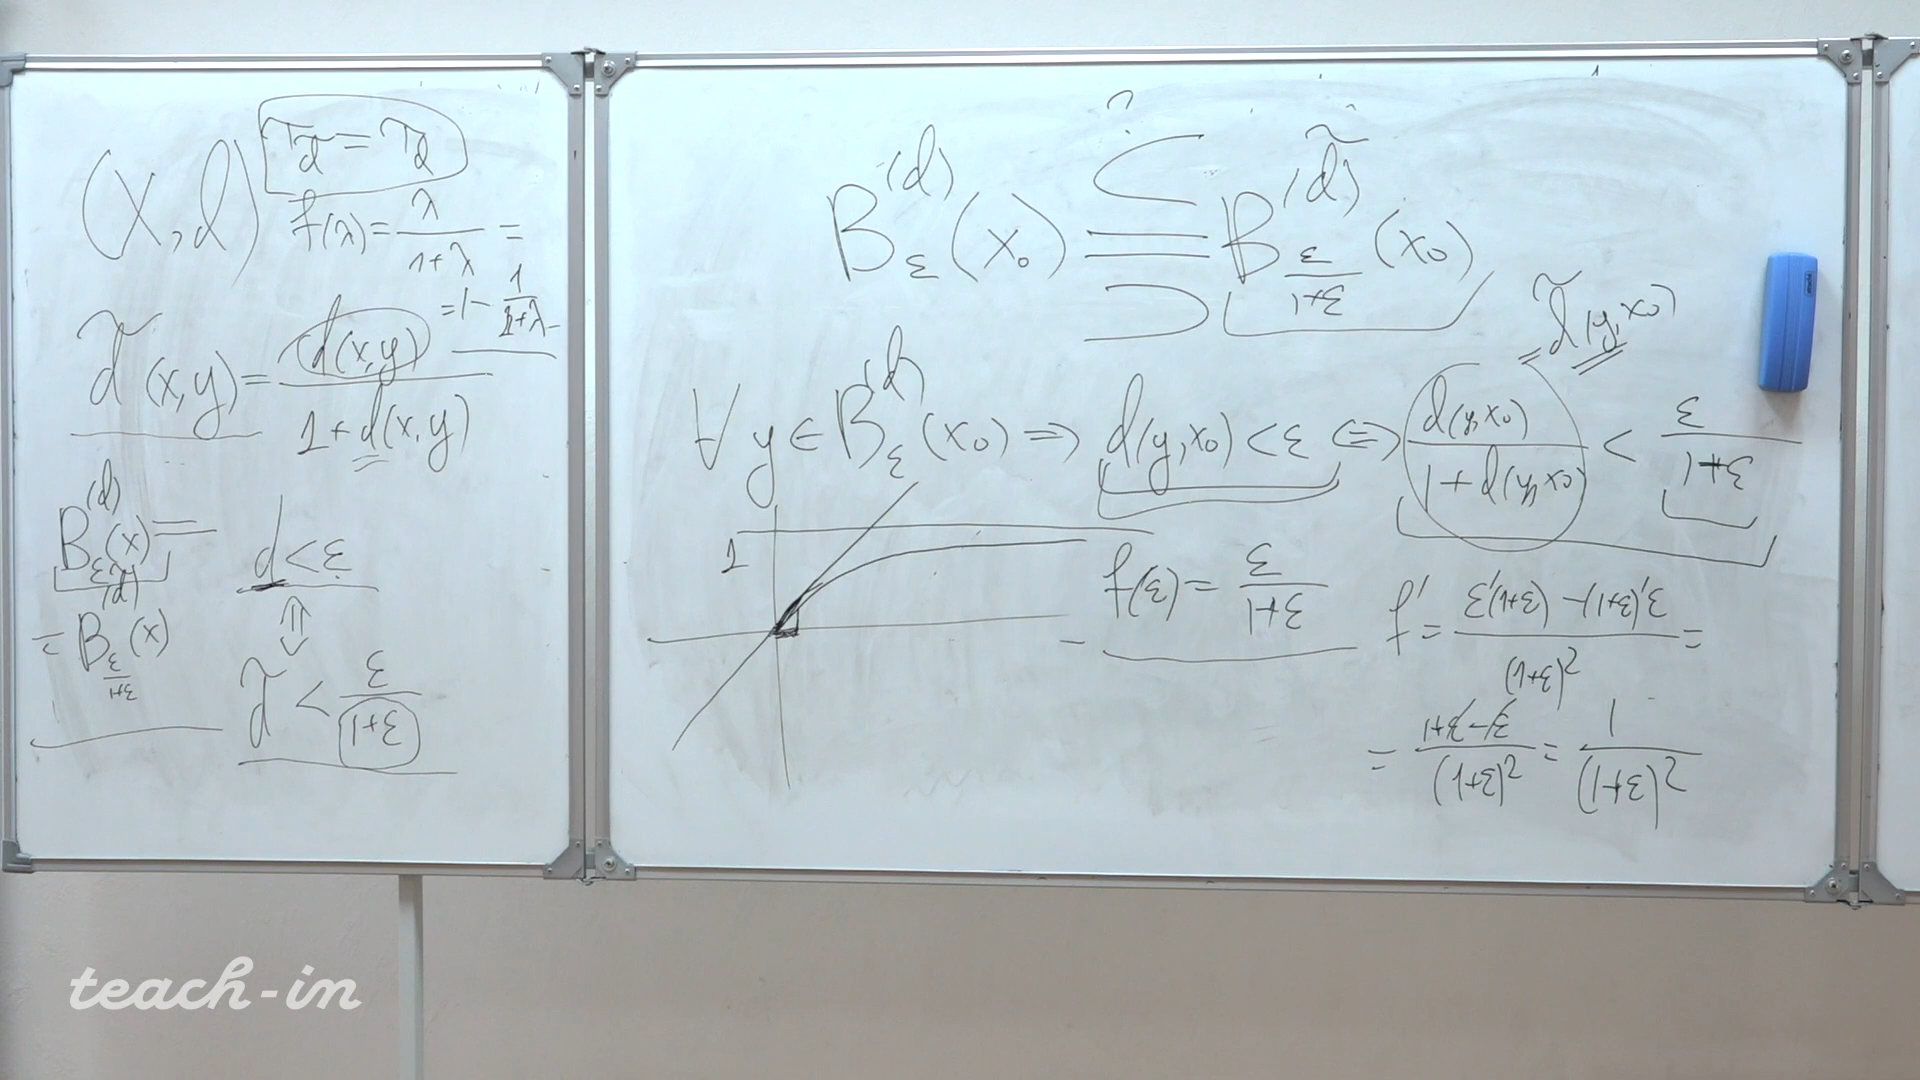 (X,d) τ_d̃ = τ_d
f(λ) = λ/(1+λ) =
= 1 - 1/(1+λ)
d̃(x,y) = d(x,y)/(1+d(x,y))
B_ε^(d)(x) =
= B_(ε/(1+ε))^(d̃)(x)
d < ε
⇕
d̃ < ε/(1+ε)
?
⊂
B_ε^(d)(x₀) = B_(ε/(1+ε))^(d̃)(x₀)
⊃
= d̃(y,x₀)
∀ y ∈ B_ε^(d)(x₀) ⇒ d(y,x₀) < ε ⇔ d(y,x₀)/(1+d(y,x₀)) < ε/(1+ε)
1
f(ε) = ε/(1+ε)
f' = (ε'(1+ε) - (1+ε)'ε)/(1+ε)² =
= (1+ε-ε)/(1+ε)² = 1/(1+ε)²
teach-in